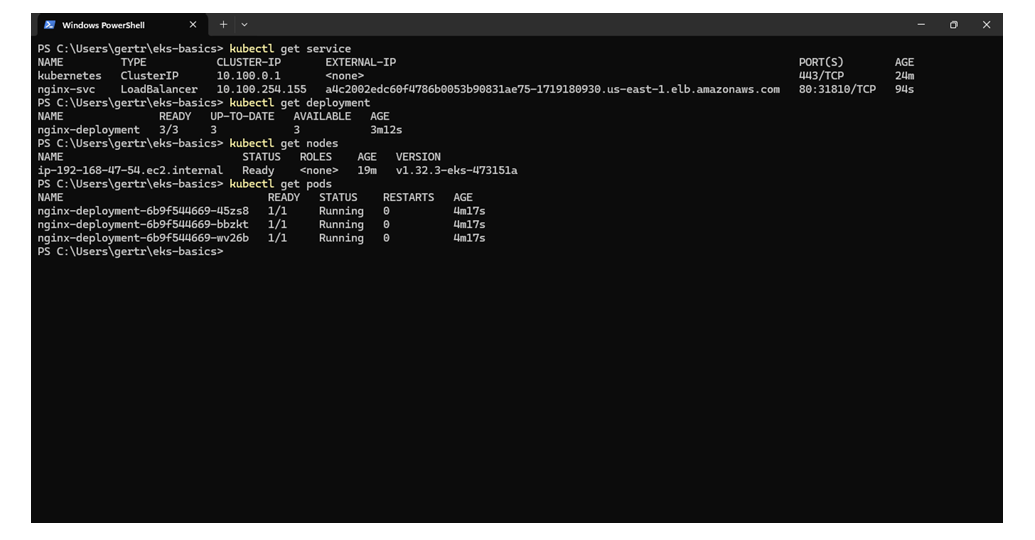 Windows PowerShell
PS C:\Users\gertr\eks-basics> kubectl get service
NAME TYPE CLUSTER-IP EXTERNAL-IP PORT(S) AGE
kubernetes ClusterIP 10.100.0.1 <none> 443/TCP 24m
nginx-svc LoadBalancer 10.100.254.155 a4c2002edc60f4786b0053b90831ae75-1719180930.us-east-1.elb.amazonaws.com 80:31810/TCP 94s
PS C:\Users\gertr\eks-basics> kubectl get deployment
NAME READY UP-TO-DATE AVAILABLE AGE
nginx-deployment 3/3 3 3 3m12s
PS C:\Users\gertr\eks-basics> kubectl get nodes
NAME STATUS ROLES AGE VERSION
ip-192-168-47-54.ec2.internal Ready <none> 19m v1.32.3-eks-473151a
PS C:\Users\gertr\eks-basics> kubectl get pods
NAME READY STATUS RESTARTS AGE
nginx-deployment-6b9f544669-45zs8 1/1 Running 0 4m17s
nginx-deployment-6b9f544669-bbzkt 1/1 Running 0 4m17s
nginx-deployment-6b9f544669-wv26b 1/1 Running 0 4m17s
PS C:\Users\gertr\eks-basics>